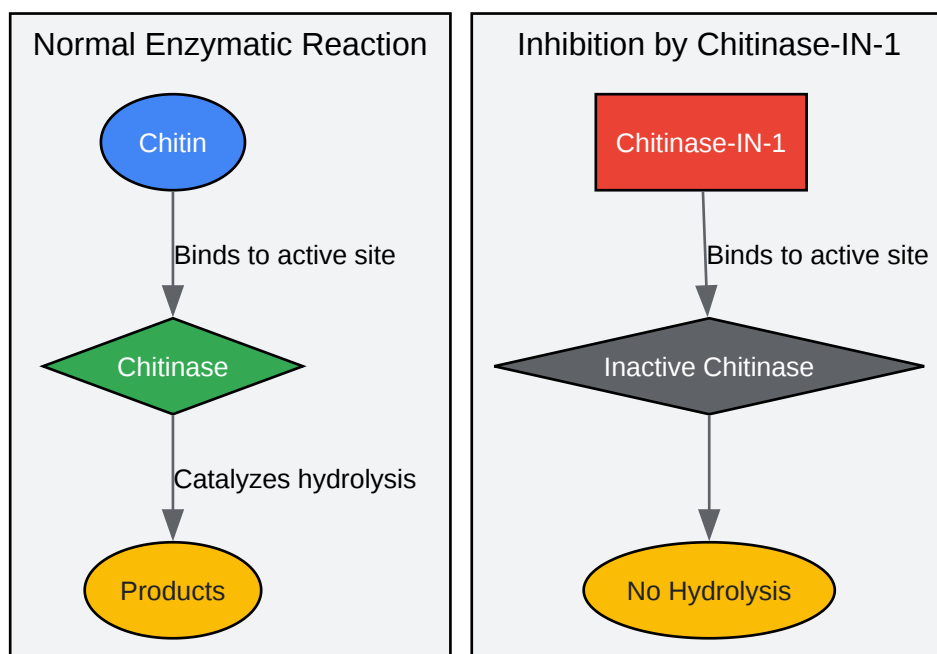 Normal Enzymatic Reaction
Chitin
Binds to active site
Chitinase
Catalyzes hydrolysis
Products
Inhibition by Chitinase-IN-1
Chitinase-IN-1
Binds to active site
Inactive Chitinase
No Hydrolysis